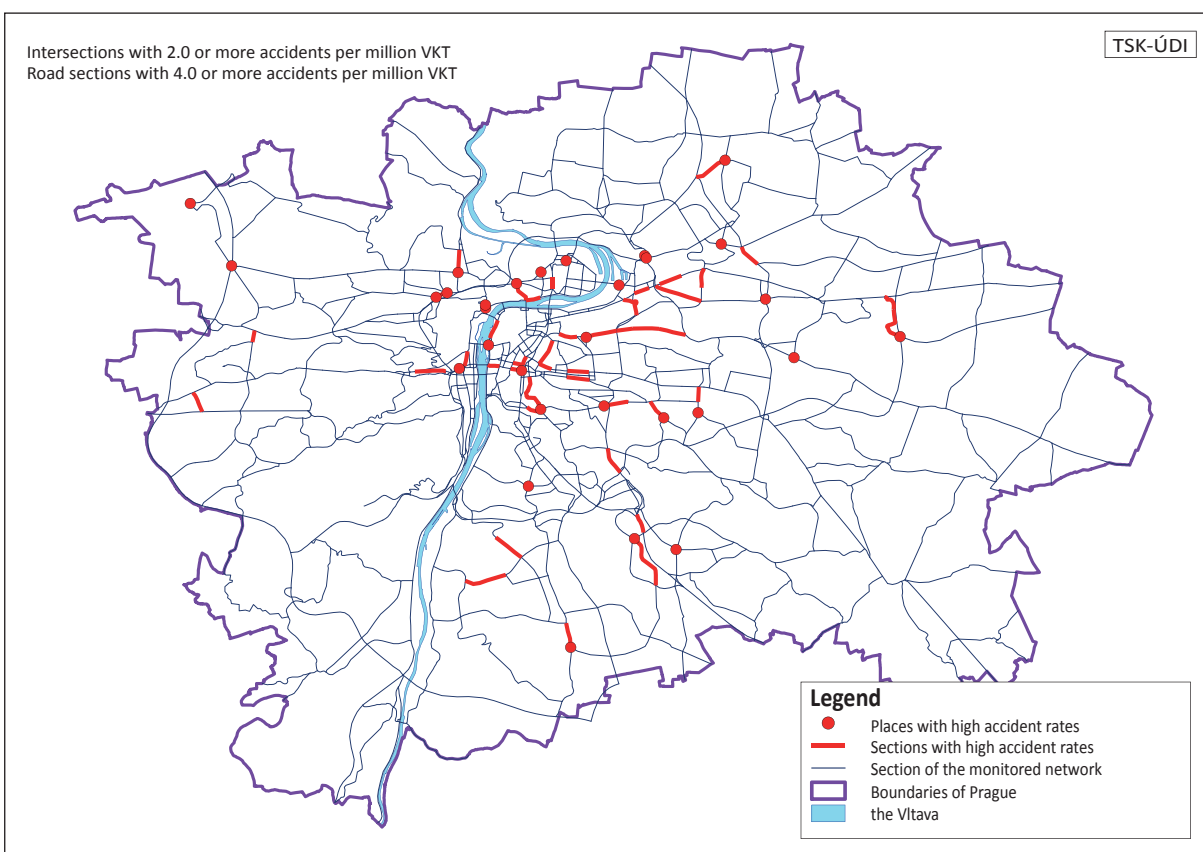 Intersections with 2.0 or more accidents per million VKT
Road sections with 4.0 or more accidents per million VKT
TSK-ÚDI
Legend
Places with high accident rates
Sections with high accident rates
Section of the monitored network
Boundaries of Prague
the Vltava